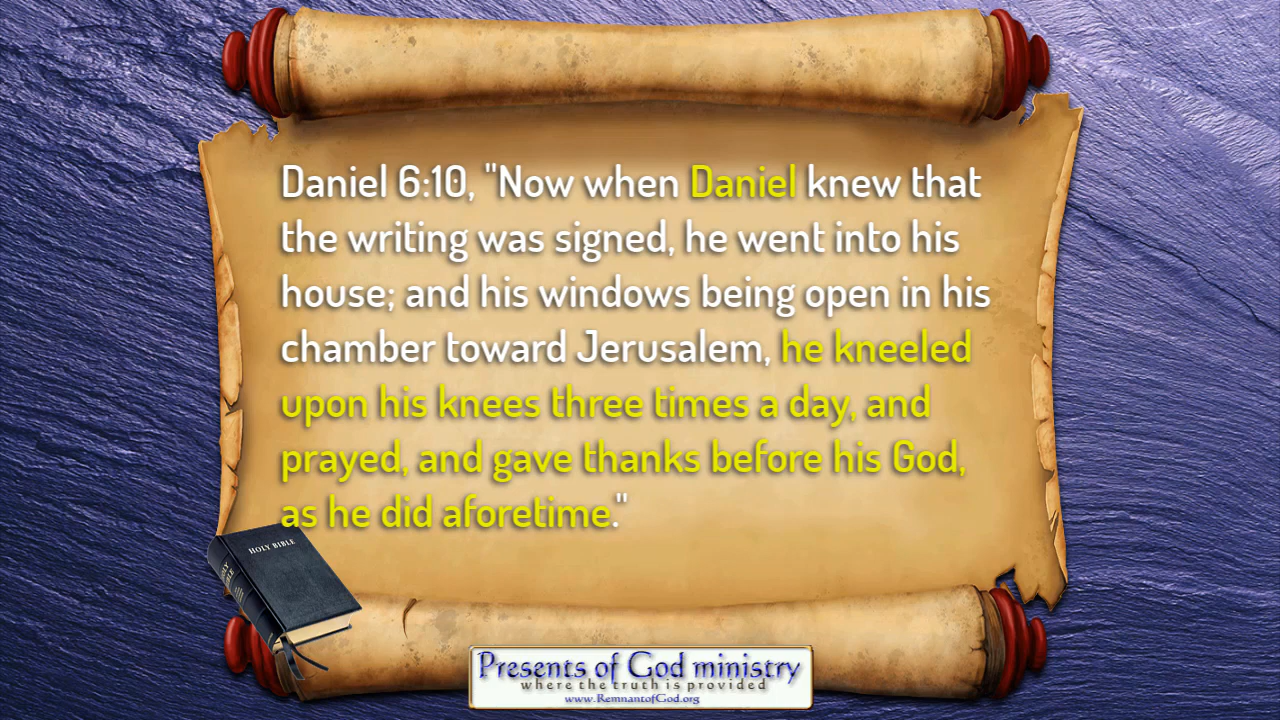 Daniel 6:10, "Now when Daniel knew that
the writing was signed, he went into his
house; and his windows being open in his
chamber toward Jerusalem, he kneeled
upon his knees three times a day, and
prayed, and gave thanks before his God,
as he did aforetime."
HOLY BIBLE
HOLY BIBLE
Presents of God ministry
where the truth is provided
www.RemnantofGod.org